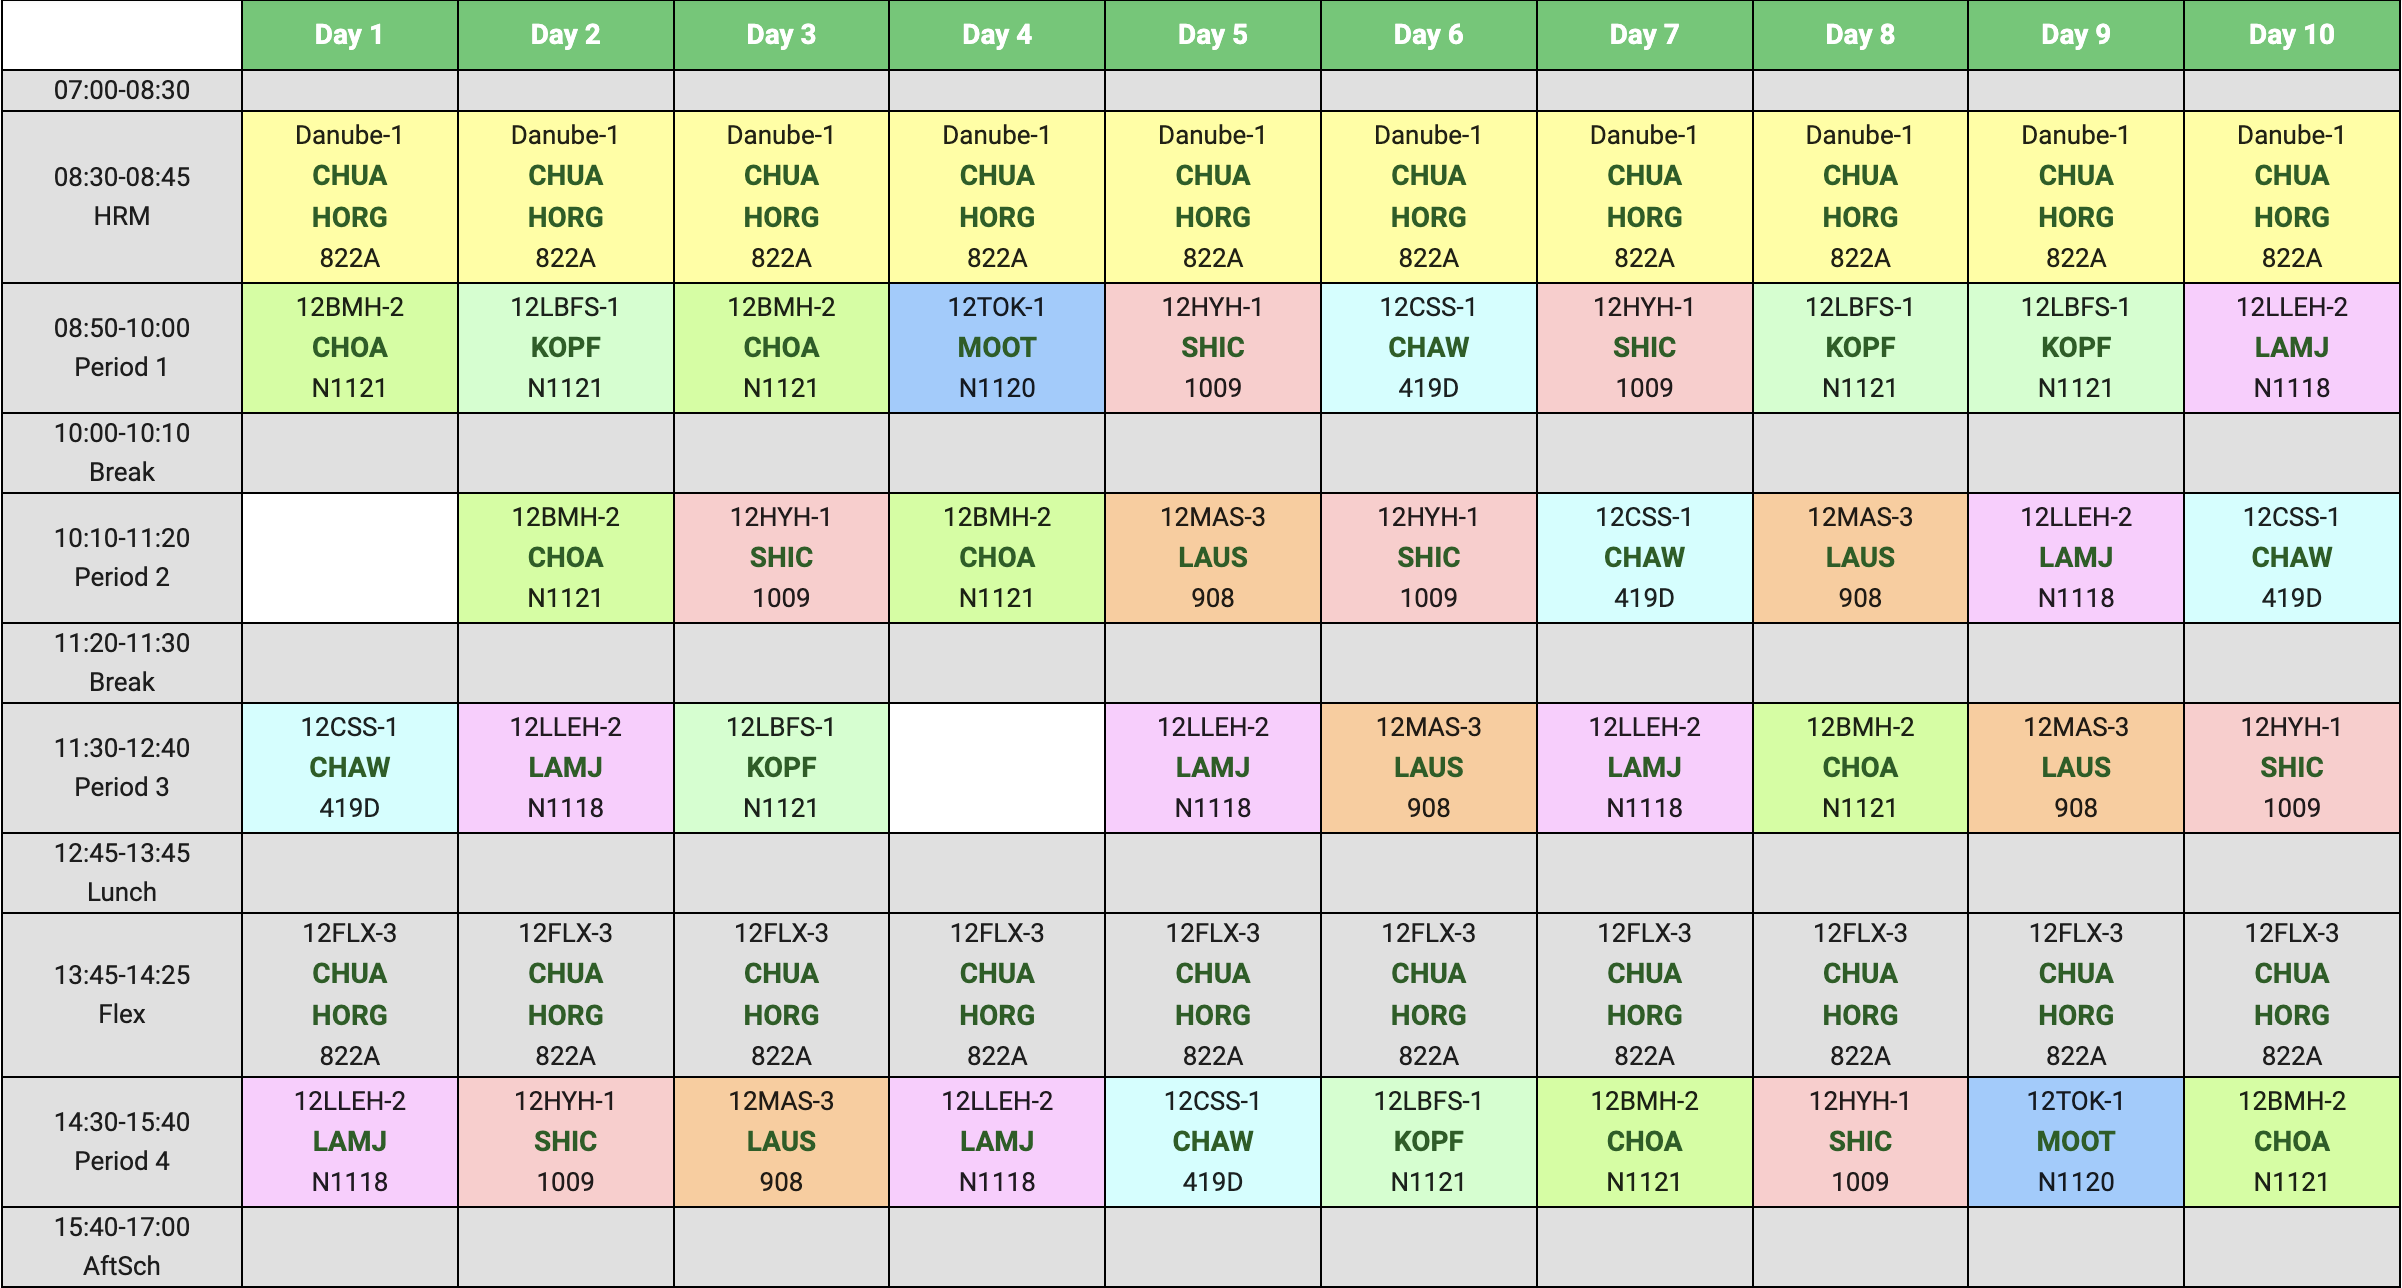 Day 1 Day 2 Day 3 Day 4 Day 5 Day 6 Day 7 Day 8 Day 9 Day 10
07:00-08:30
08:30-08:45
HRM
Danube-1 Danube-1 Danube-1 Danube-1 Danube-1 Danube-1 Danube-1 Danube-1 Danube-1 Danube-1
CHUA CHUA CHUA CHUA CHUA CHUA CHUA CHUA CHUA CHUA
HORG HORG HORG HORG HORG HORG HORG HORG HORG HORG
822A 822A 822A 822A 822A 822A 822A 822A 822A 822A
08:50-10:00
Period 1
12BMH-2 12LBFS-1 12BMH-2 12TOK-1 12HYH-1 12CSS-1 12HYH-1 12LBFS-1 12LBFS-1 12LLEH-2
CHOA KOPF CHOA MOOT SHIC CHAW SHIC KOPF KOPF LAMJ
N1121 N1121 N1121 N1120 1009 419D 1009 N1121 N1121 N1118
10:00-10:10
Break
10:10-11:20
Period 2
12BMH-2 12HYH-1 12BMH-2 12MAS-3 12HYH-1 12CSS-1 12MAS-3 12LLEH-2 12CSS-1
CHOA SHIC CHOA LAUS SHIC CHAW LAUS LAMJ CHAW
N1121 1009 N1121 908 1009 419D 908 N1118 419D
11:20-11:30
Break
11:30-12:40
Period 3
12CSS-1 12LLEH-2 12LBFS-1 12LLEH-2 12MAS-3 12LLEH-2 12BMH-2 12MAS-3 12HYH-1
CHAW LAMJ KOPF LAMJ LAUS LAMJ CHOA LAUS SHIC
419D N1118 N1121 N1118 908 N1118 N1121 908 1009
12:45-13:45
Lunch
13:45-14:25
Flex
12FLX-3 12FLX-3 12FLX-3 12FLX-3 12FLX-3 12FLX-3 12FLX-3 12FLX-3 12FLX-3 12FLX-3
CHUA CHUA CHUA CHUA CHUA CHUA CHUA CHUA CHUA CHUA
HORG HORG HORG HORG HORG HORG HORG HORG HORG HORG
822A 822A 822A 822A 822A 822A 822A 822A 822A 822A
14:30-15:40
Period 4
12LLEH-2 12HYH-1 12MAS-3 12LLEH-2 12CSS-1 12LBFS-1 12BMH-2 12HYH-1 12TOK-1 12BMH-2
LAMJ SHIC LAUS LAMJ CHAW KOPF CHOA SHIC MOOT CHOA
N1118 1009 908 N1118 419D N1121 N1121 1009 N1120 N1121
15:40-17:00
AftSch